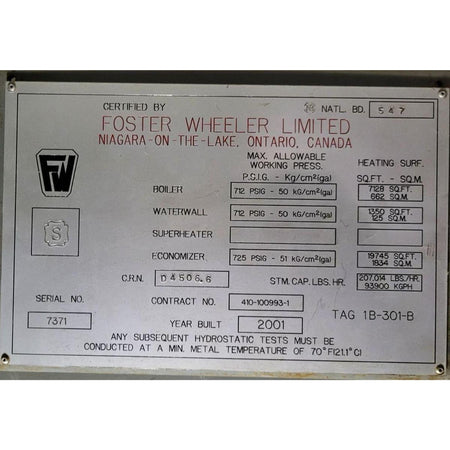 CERTIFIED BY
NATL. BD. 547
FOSTER WHEELER LIMITED
NIAGARA-ON-THE-LAKE, ONTARIO, CANADA
FW
MAX. ALLOWABLE WORKING PRESS.
HEATING SURF.
P.S.I.G. - Kg/cm²(ga)
SQ.FT. - SQ.M.
BOILER 712 PSIG - 50 kg/cm²(ga) 7128 SQ.FT. 662 SQ.M.
WATERWALL 712 PSIG - 50 kg/cm²(ga) 1350 SQ.FT. 125 SQ.M.
S
SUPERHEATER
ECONOMIZER 725 PSIG - 51 kg/cm²(ga) 19745 SQ.FT. 1834 SQ.M.
C.R.N. D4506.6 STM. CAP. LBS./HR. 207,014 LBS./HR. 93900 KGPH
SERIAL NO. CONTRACT NO. 410-100993-1
7371
TAG 1B-301-B
YEAR BUILT 2001
ANY SUBSEQUENT HYDROSTATIC TESTS MUST BE
CONDUCTED AT A MIN. METAL TEMPERATURE OF 70°F(21.1°C)